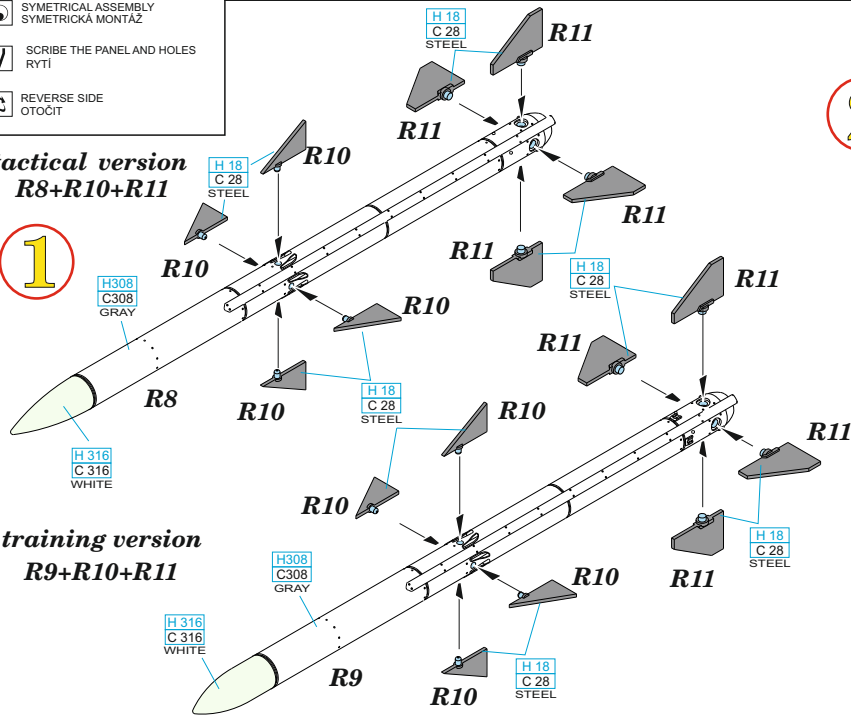 SYMETRICAL ASSEMBLY
SYMETRICKÁ MONTÁŽ
SCRIBE THE PANEL AND HOLES
RYTÍ
REVERSE SIDE
OTOČIT
H 18
C 28
STEEL
R11
R11
tactical version
R8+R10+R11
H 18
C 28
STEEL
R10
R11
1
R10
R11
H 18
C 28
STEEL
R11
H308
C308
GRAY
R10
R11
R8
R10
H 18
C 28
STEEL
R10
R11
H 316
C 316
WHITE
R10
training version
R9+R10+R11
H308
C308
GRAY
R10
R11
H 18
C 28
STEEL
H 316
C 316
WHITE
R9
R10
H 18
C 28
STEEL